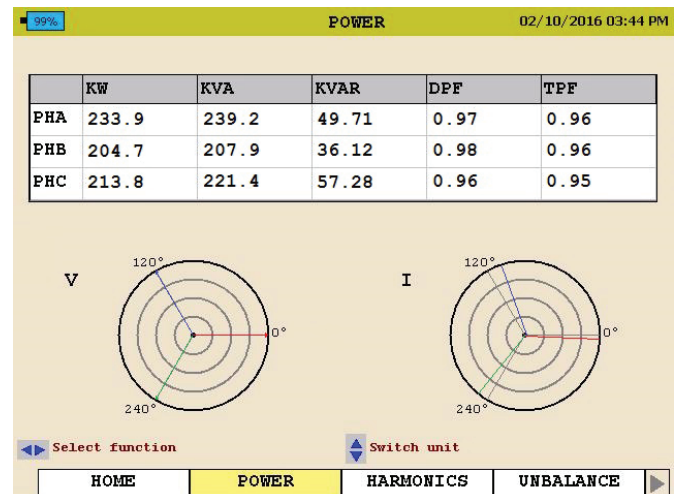 99% POWER 02/10/2016 03:44 PM
KW KVA KVAR DPF TPF
PHA 233.9 239.2 49.71 0.97 0.96
PHB 204.7 207.9 36.12 0.98 0.96
PHC 213.8 221.4 57.28 0.96 0.95
120° 120°
V I
0° 0°
240° 240°
Select function Switch unit
HOME POWER HARMONICS UNBALANCE